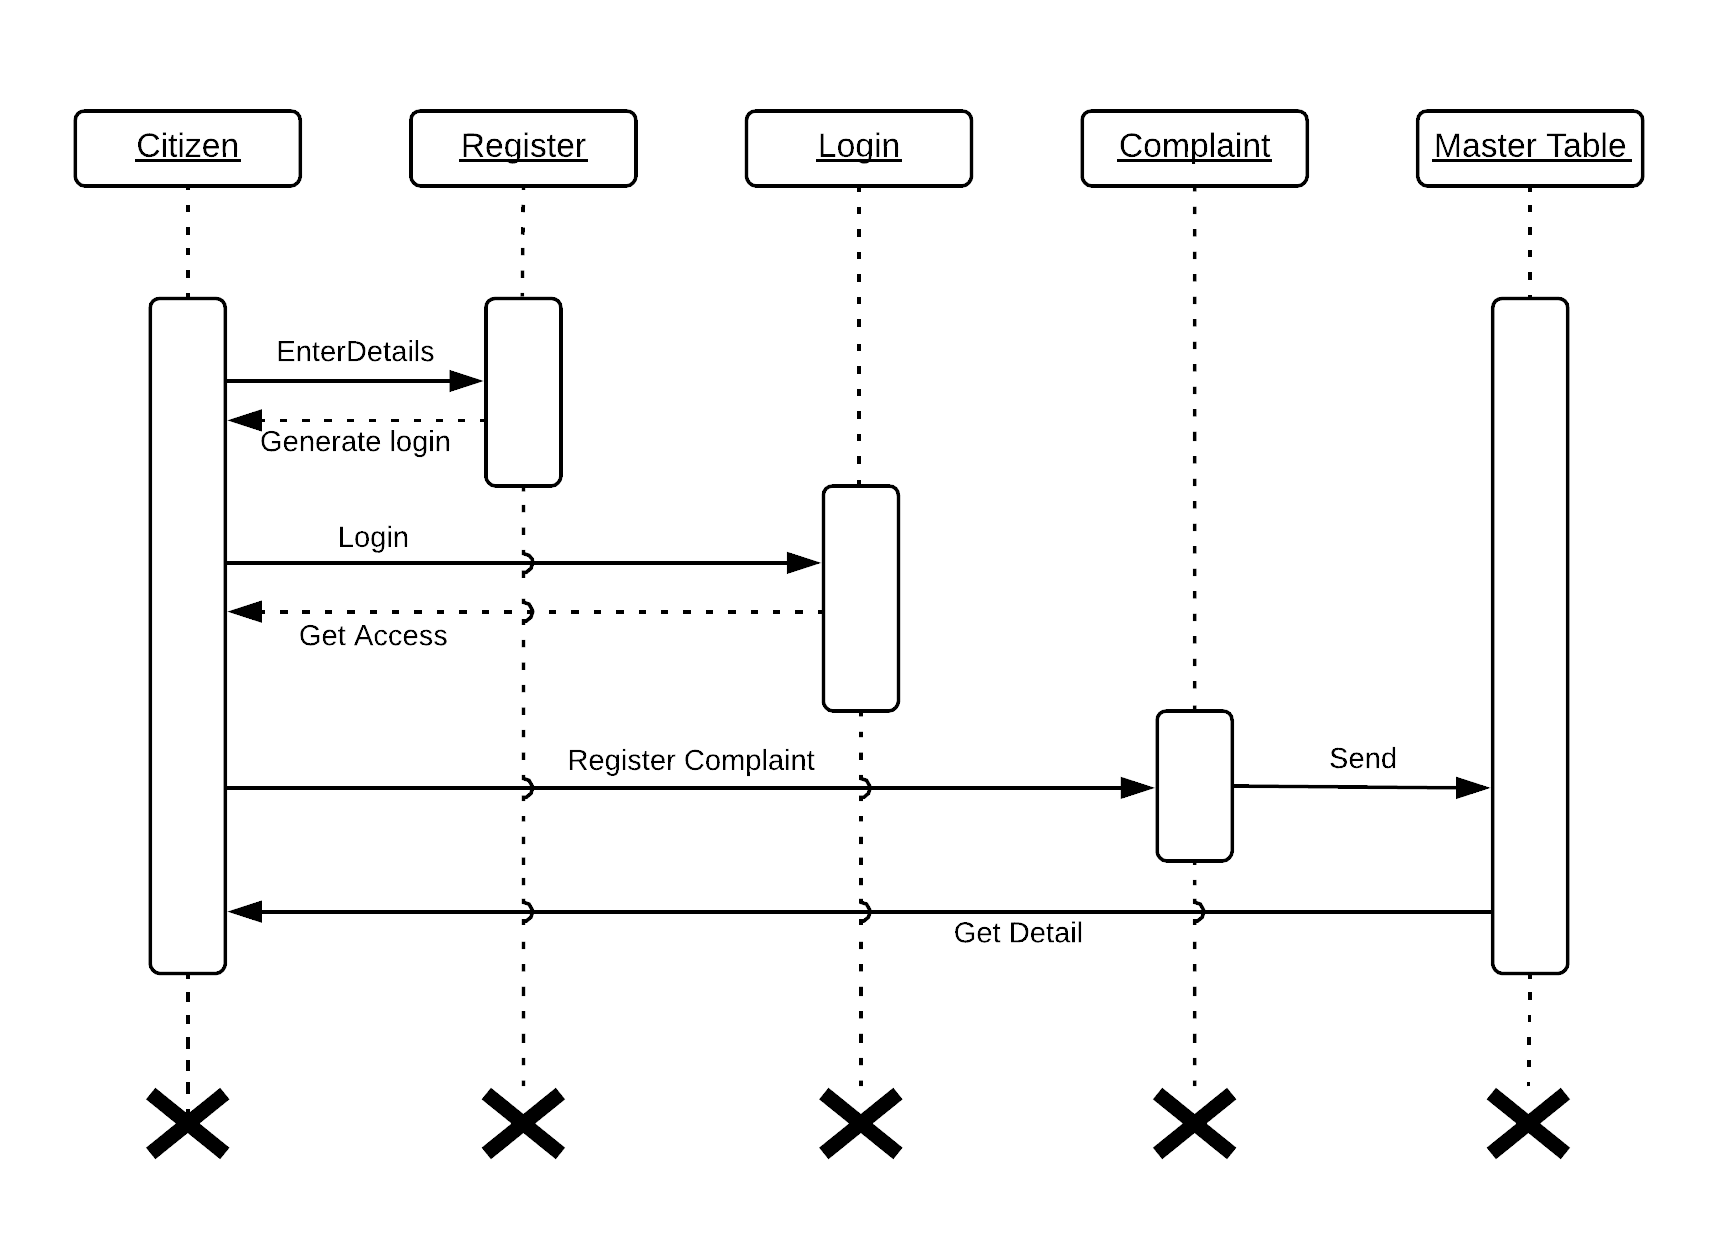 Citizen
Register
Login
Complaint
Master Table
EnterDetails
Generate login
Login
Get Access
Register Complaint
Send
Get Detail